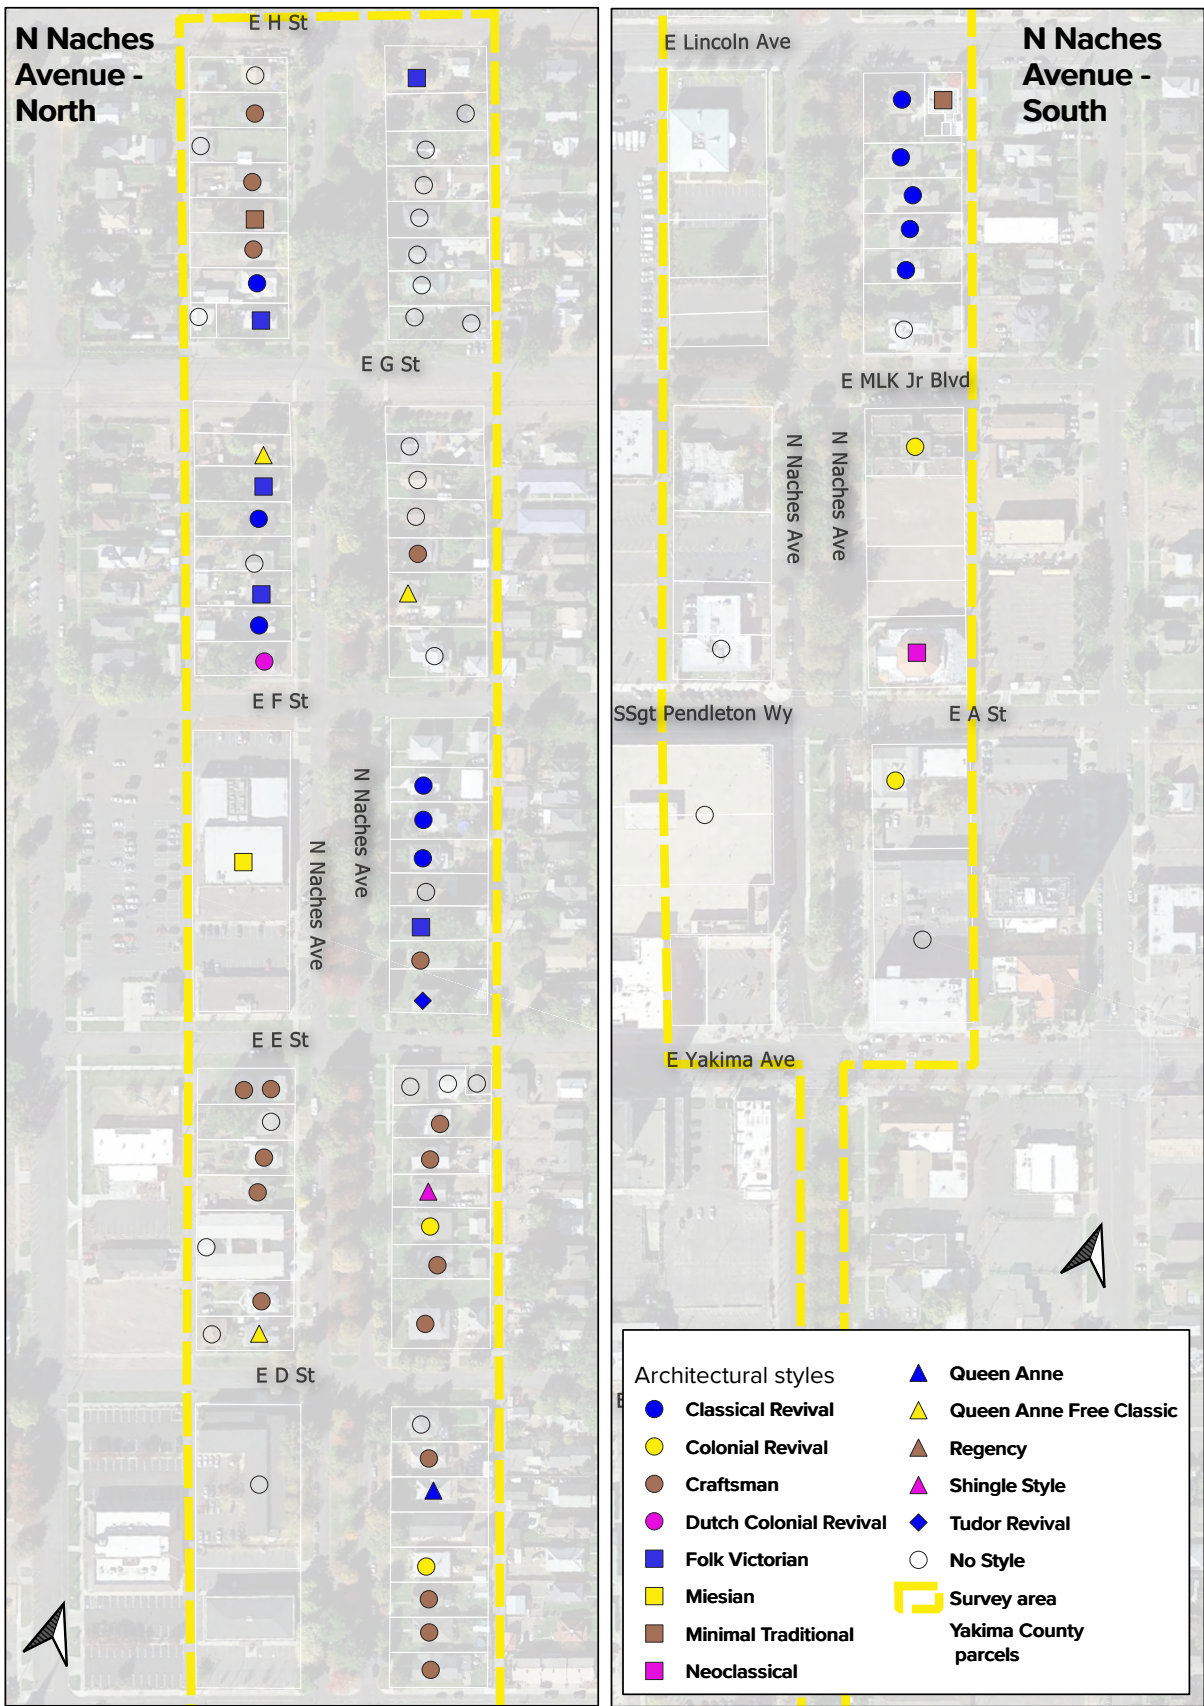 N Naches
Avenue -
North
E H St
E G St
E F St
N Naches Ave
N Naches Ave
E E St
E D St
N Naches
Avenue -
South
E Lincoln Ave
E MLK Jr Blvd
N Naches Ave
N Naches Ave
SSgt Pendleton Wy
E A St
E Yakima Ave
Architectural styles
Classical Revival
Colonial Revival
Craftsman
Dutch Colonial Revival
Folk Victorian
Miesian
Minimal Traditional
Neoclassical
Queen Anne
Queen Anne Free Classic
Regency
Shingle Style
Tudor Revival
No Style
Survey area
Yakima County
parcels